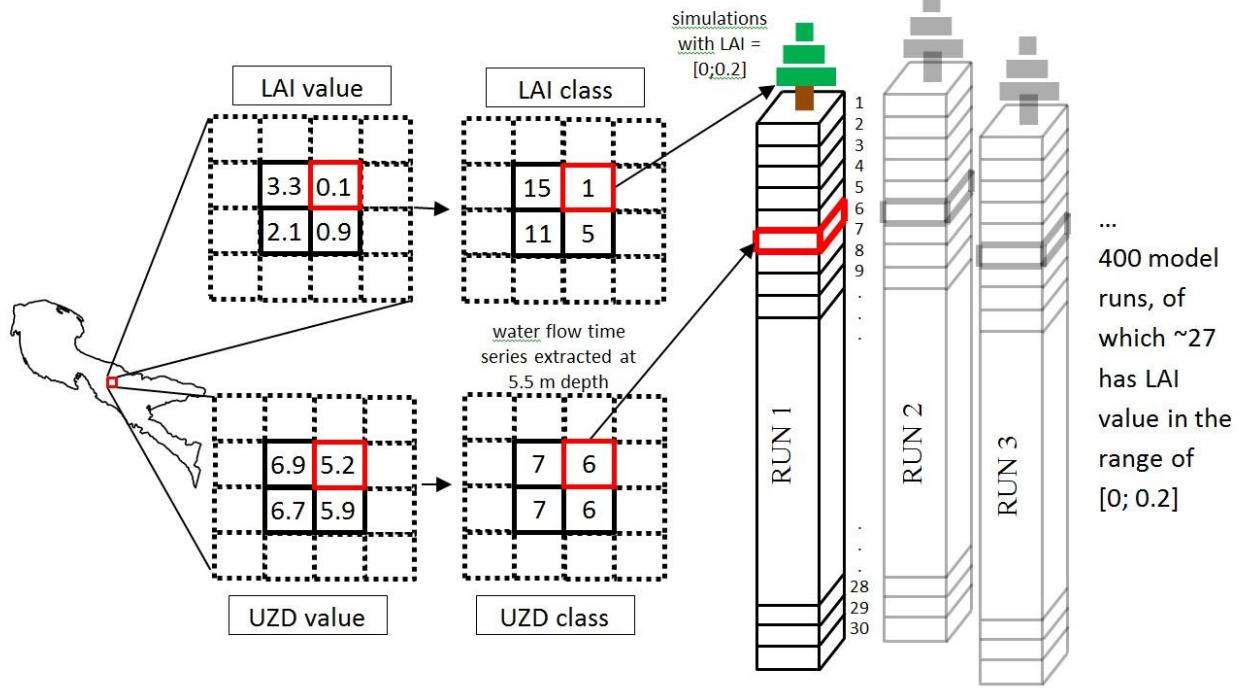 simulations
with LAI =
[0;0.2]
LAI value
LAI class
3.3 0.1
2.1 0.9
15 1
11 5
water flow time
series extracted at
5.5 m depth
6.9 5.2
6.7 5.9
7 6
7 6
UZD value
UZD class
1
2
3
4
5
6
7
8
9
.
.
.
.
.
.
28
29
30
RUN 1
RUN 2
RUN 3
...
400 model
runs, of
which ~27
has LAI
value in the
range of
[0; 0.2]